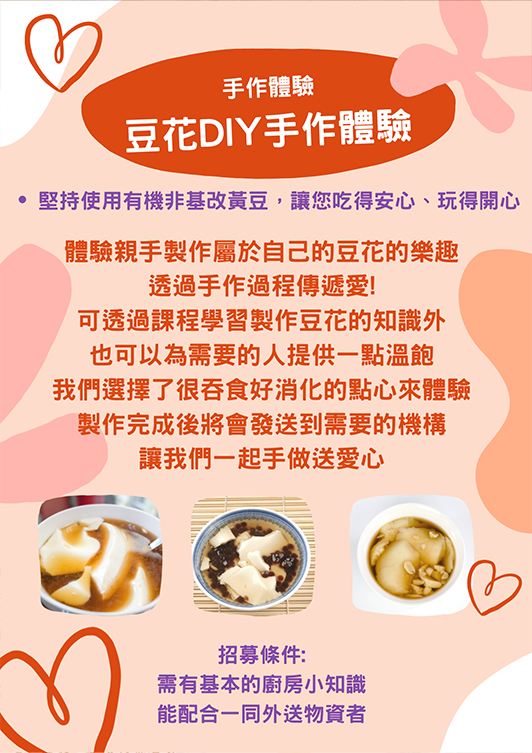 手作體驗
豆花DIY手作體驗
• 堅持使用有機非基改黃豆，讓您吃得安心、玩得開心
體驗親手製作屬於自己的豆花的樂趣
透過手作過程傳遞愛!
可透過課程學習製作豆花的知識外
也可以為需要的人提供一點溫飽
我們選擇了很吞食好消化的點心來體驗
製作完成後將會發送到需要的機構
讓我們一起手做送愛心
招募條件:
需有基本的廚房小知識
能配合一同外送物資者